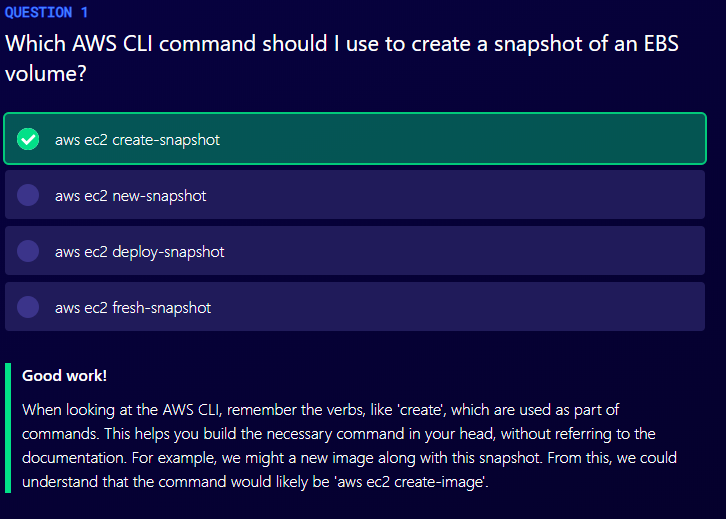 QUESTION 1
Which AWS CLI command should I use to create a snapshot of an EBS
volume?
aws ec2 create-snapshot
aws ec2 new-snapshot
aws ec2 deploy-snapshot
aws ec2 fresh-snapshot
Good work!
When looking at the AWS CLI, remember the verbs, like 'create', which are used as part of
commands. This helps you build the necessary command in your head, without referring to the
documentation. For example, we might a new image along with this snapshot. From this, we could
understand that the command would likely be 'aws ec2 create-image'.